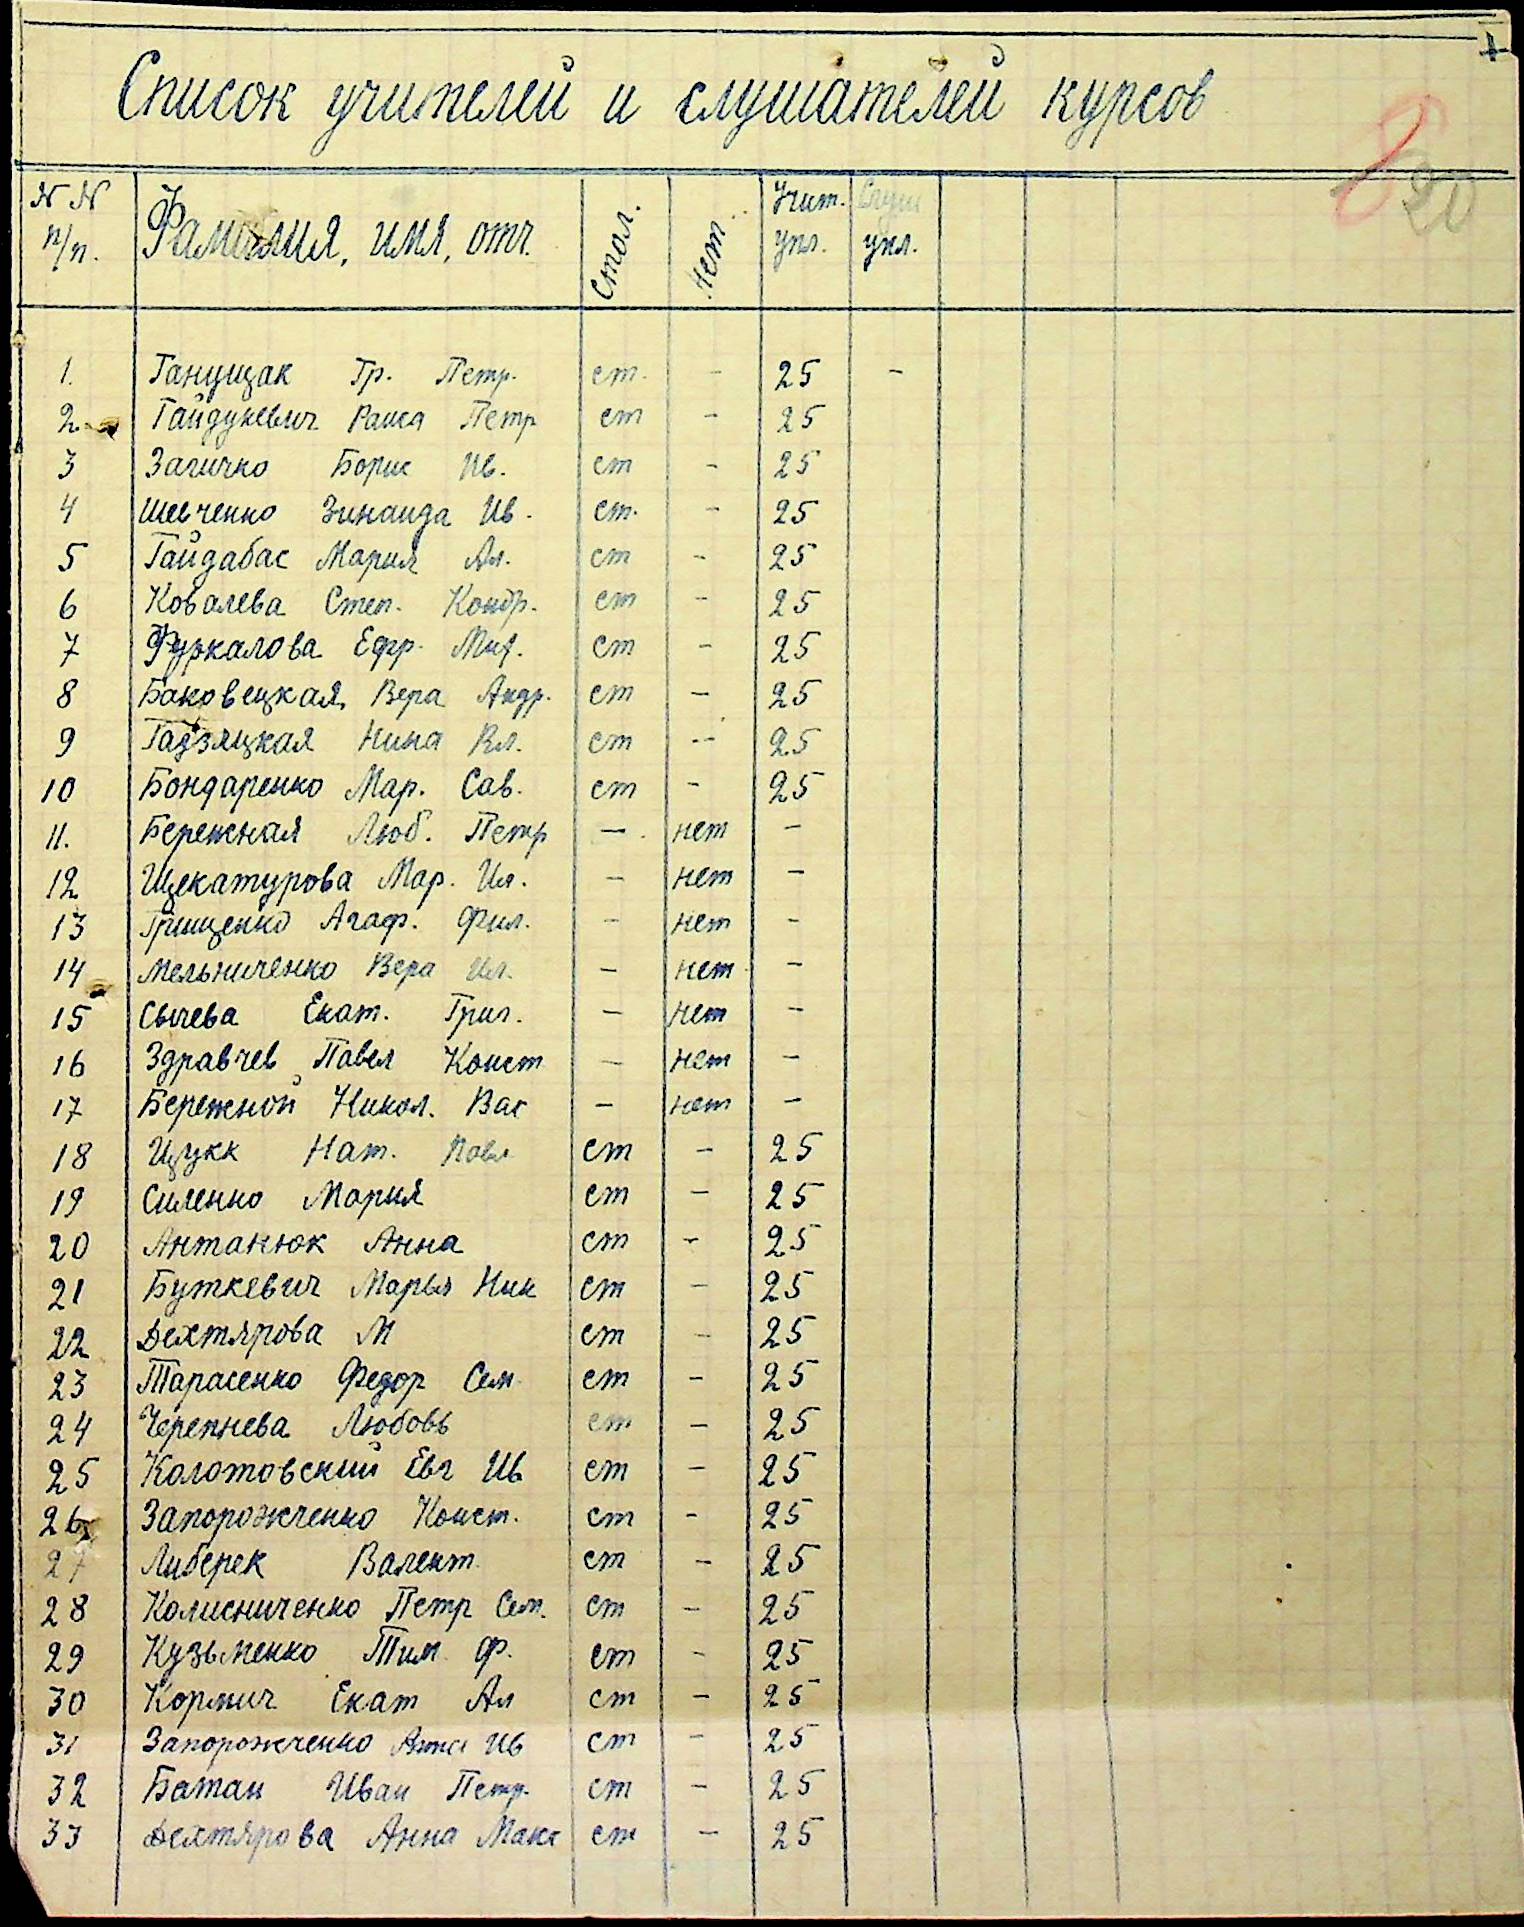 1
Список учителей и слушателей курсов
20
N N п/п. Фамилия, имя, отч. Стол. нет Учит. упл. Слуш упл.
1. Ганущак Гр. Петр. ст. - 25 -
2 Гайдукевич Раиса Петр ст - 25
3 Загичко Борис Ив. ст - 25
4 Шевченко Зинаида Ив. ст. - 25
5 Гайдабас Мария Ал. ст - 25
6 Ковалева Степ. Кондр. ст - 25
7 Фуркалова Ефр. Мит. ст - 25
8 Баковецкая Вера Андр. ст - 25
9 Гадзяцкая Нина Вл. ст - 25
10 Бондаренко Мар. Сав. ст - 25
11. Бережная Люб. Петр — нет -
12 Щекатурова Мар. Ил. - нет -
13 Грищенко Агаф. Фил. - нет -
14 Мельниченко Вера Ил. - нет -
15 Сычева Екат. Григ. - нет -
16 Здравчев Павел Конст - нет -
17 Бережной Никол. Вас - нет -
18 Цукк Нат. Павл ст - 25
19 Силенко Мария ст - 25
20 Антанюк Анна ст - 25
21 Буткевич Марья Ник ст - 25
22 Дехтярова М ст - 25
23 Тарасенко Федор Сем. ст - 25
24 Черепнева Любовь ст - 25
25 Колотовский Евг Ив ст - 25
26 Запорожченко Конст. ст - 25
27 Либерек Валент. ст - 25
28 Колисниченко Петр Сем. ст - 25
29 Кузьменко Тим. Ф. ст - 25
30 Кормич Екат Ал ст - 25
31 Запорожченко Анна Ив ст - 25
32 Батан Иван Петр. ст - 25
33 Дехтярова Анна Макс ст - 25